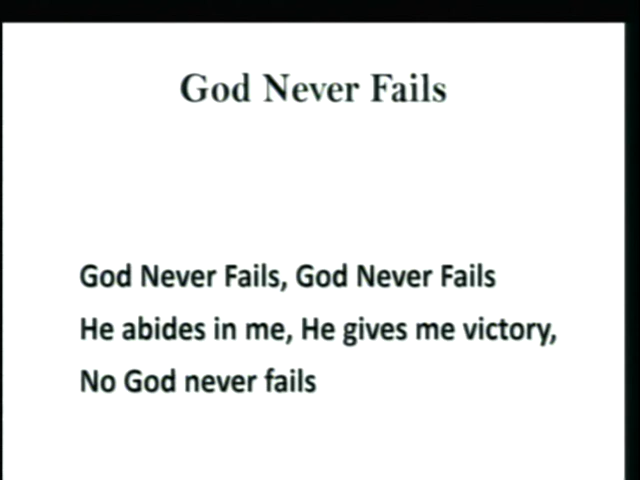 God Never Fails
God Never Fails, God Never Fails
He abides in me, He gives me victory,
No God never fails